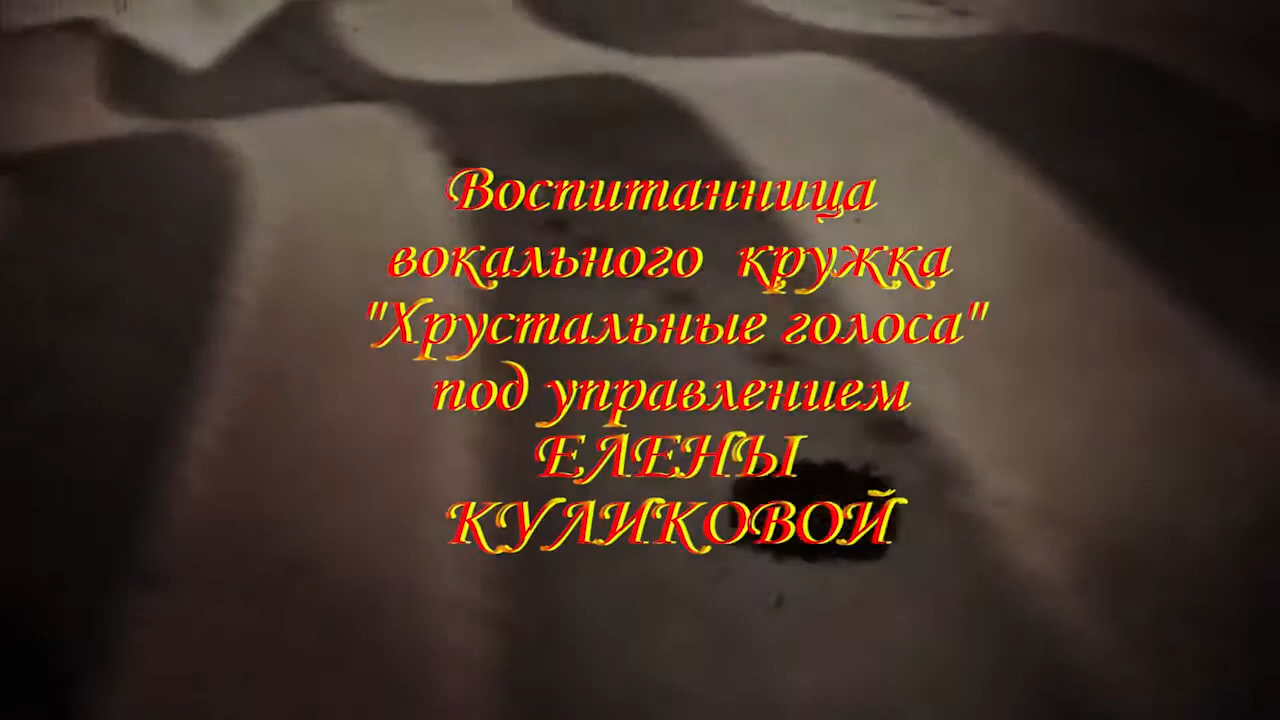 Воспитанница
вокального кружка
"Хрустальные голоса"
под управлением
ЕЛЕНЫ
КУЛИКОВОЙ